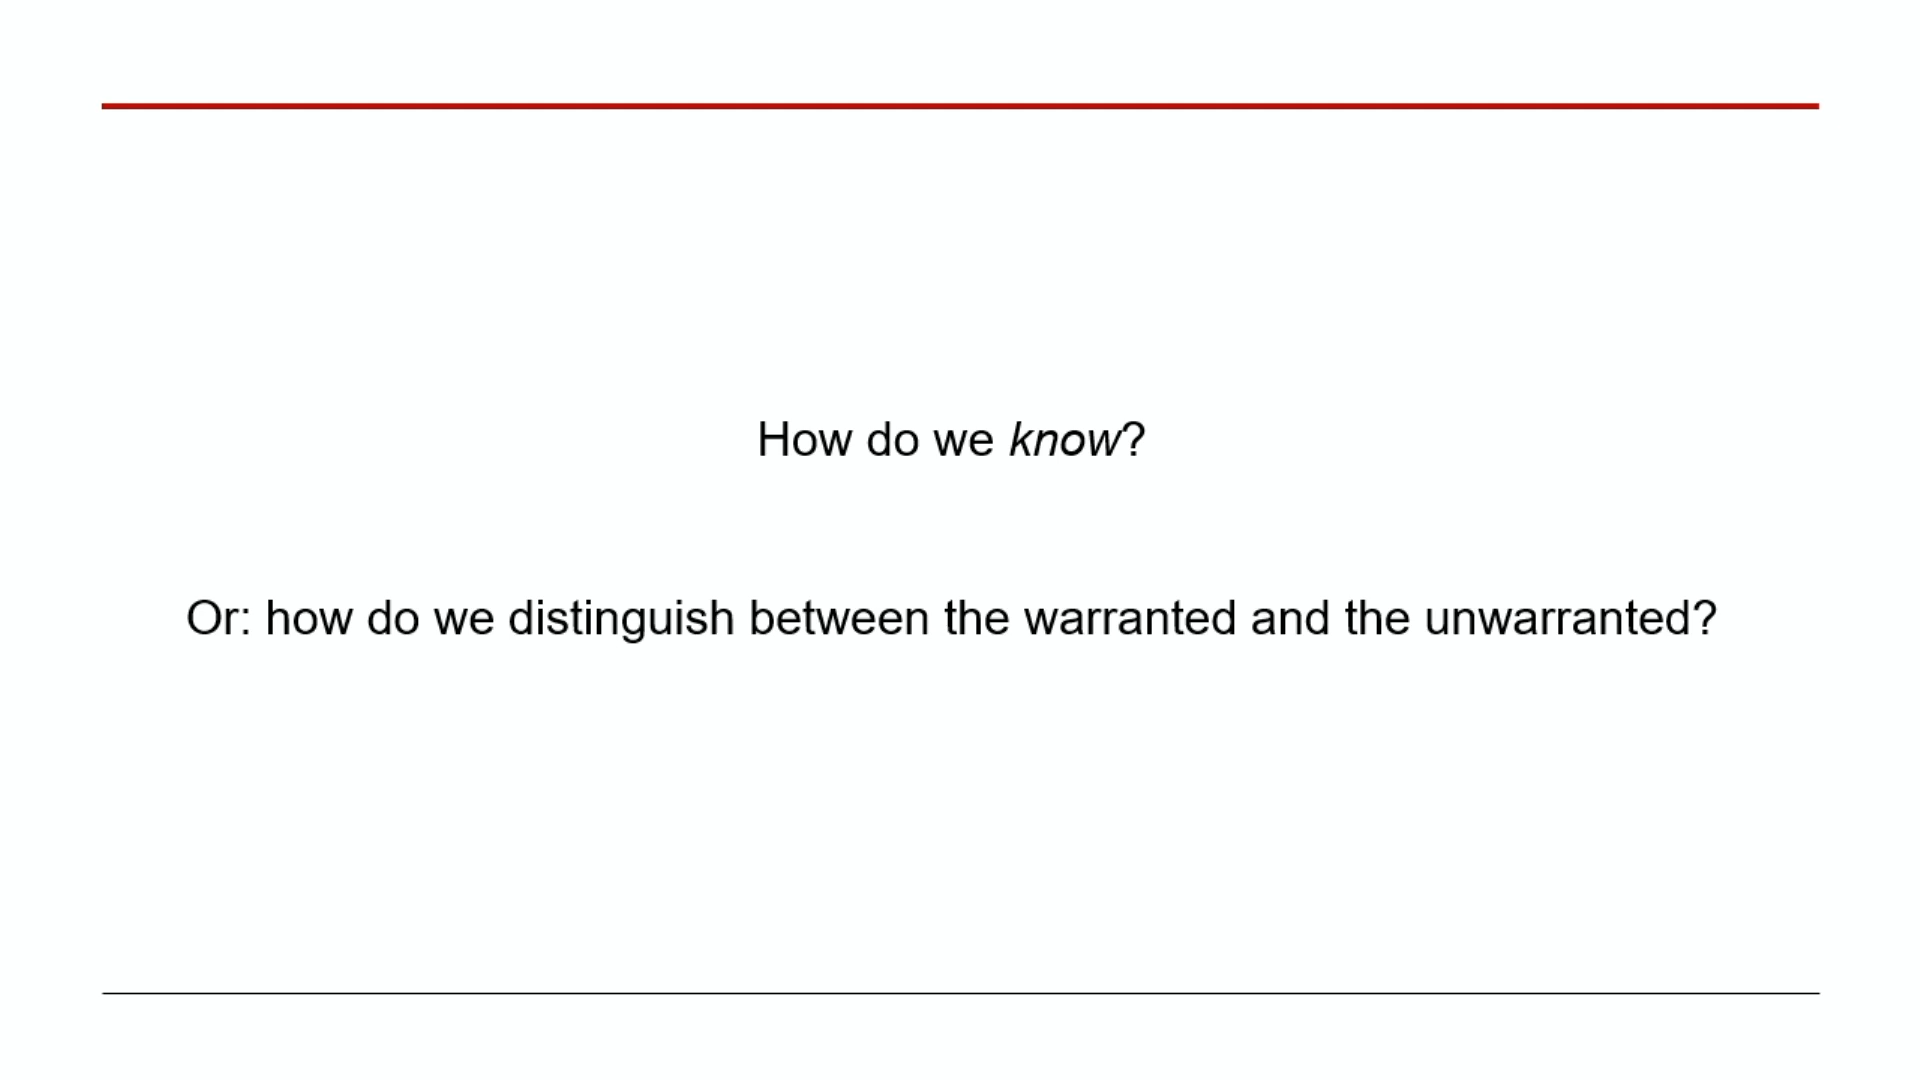 How do we know?
Or: how do we distinguish between the warranted and the unwarranted?